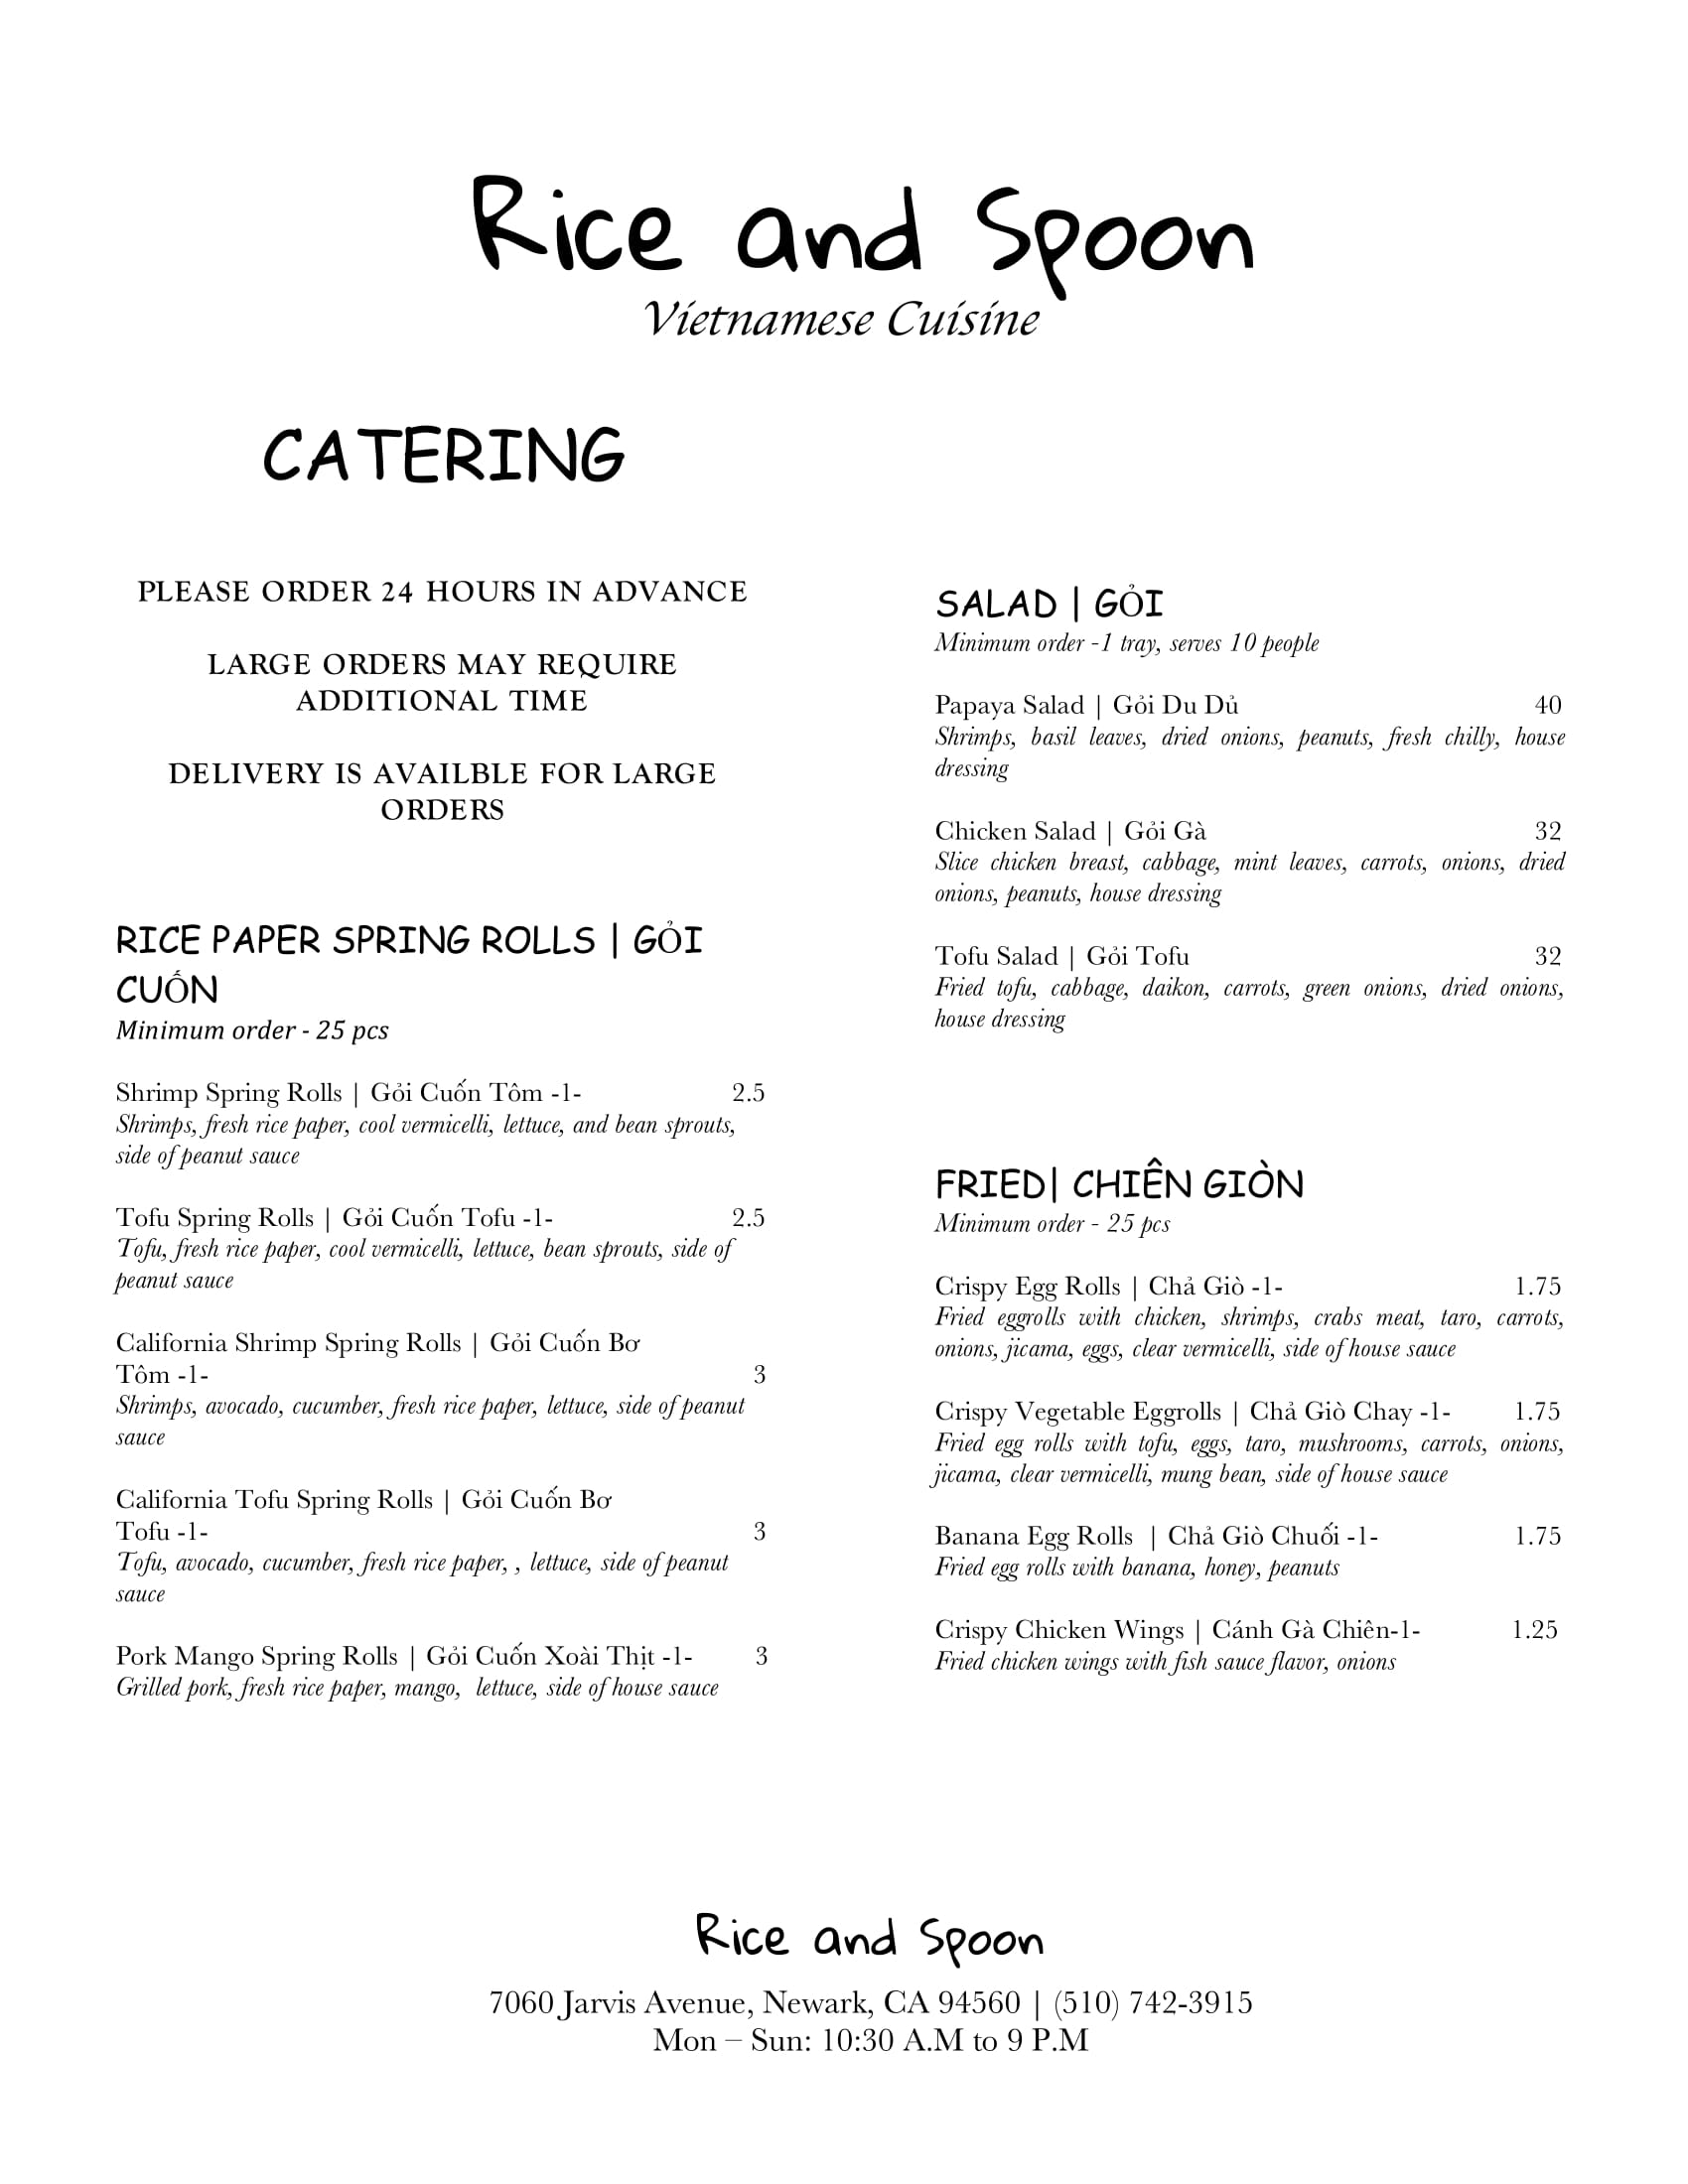 Rice and Spoon
Vietnamese Cuisine
CATERING
PLEASE ORDER 24 HOURS IN ADVANCE
LARGE ORDERS MAY REQUIRE
ADDITIONAL TIME
DELIVERY IS AVAILBLE FOR LARGE
ORDERS
RICE PAPER SPRING ROLLS | GỎI
CUỐN
Minimum order - 25 pcs
Shrimp Spring Rolls | Gỏi Cuốn Tôm -1- 2.5
Shrimps, fresh rice paper, cool vermicelli, lettuce, and bean sprouts,
side of peanut sauce
Tofu Spring Rolls | Gỏi Cuốn Tofu -1- 2.5
Tofu, fresh rice paper, cool vermicelli, lettuce, bean sprouts, side of
peanut sauce
California Shrimp Spring Rolls | Gỏi Cuốn Bơ
Tôm -1- 3
Shrimps, avocado, cucumber, fresh rice paper, lettuce, side of peanut
sauce
California Tofu Spring Rolls | Gỏi Cuốn Bơ
Tofu -1- 3
Tofu, avocado, cucumber, fresh rice paper, , lettuce, side of peanut
sauce
Pork Mango Spring Rolls | Gỏi Cuốn Xoài Thịt -1- 3
Grilled pork, fresh rice paper, mango, lettuce, side of house sauce
SALAD | GỎI
Minimum order -1 tray, serves 10 people
Papaya Salad | Gỏi Du Dủ 40
Shrimps, basil leaves, dried onions, peanuts, fresh chilly, house
dressing
Chicken Salad | Gỏi Gà 32
Slice chicken breast, cabbage, mint leaves, carrots, onions, dried
onions, peanuts, house dressing
Tofu Salad | Gỏi Tofu 32
Fried tofu, cabbage, daikon, carrots, green onions, dried onions,
house dressing
FRIED| CHIÊN GIÒN
Minimum order - 25 pcs
Crispy Egg Rolls | Chả Giò -1- 1.75
Fried eggrolls with chicken, shrimps, crabs meat, taro, carrots,
onions, jicama, eggs, clear vermicelli, side of house sauce
Crispy Vegetable Eggrolls | Chả Giò Chay -1- 1.75
Fried egg rolls with tofu, eggs, taro, mushrooms, carrots, onions,
jicama, clear vermicelli, mung bean, side of house sauce
Banana Egg Rolls | Chả Giò Chuối -1- 1.75
Fried egg rolls with banana, honey, peanuts
Crispy Chicken Wings | Cánh Gà Chiên-1- 1.25
Fried chicken wings with fish sauce flavor, onions
Rice and Spoon
7060 Jarvis Avenue, Newark, CA 94560 | (510) 742-3915
Mon – Sun: 10:30 A.M to 9 P.M